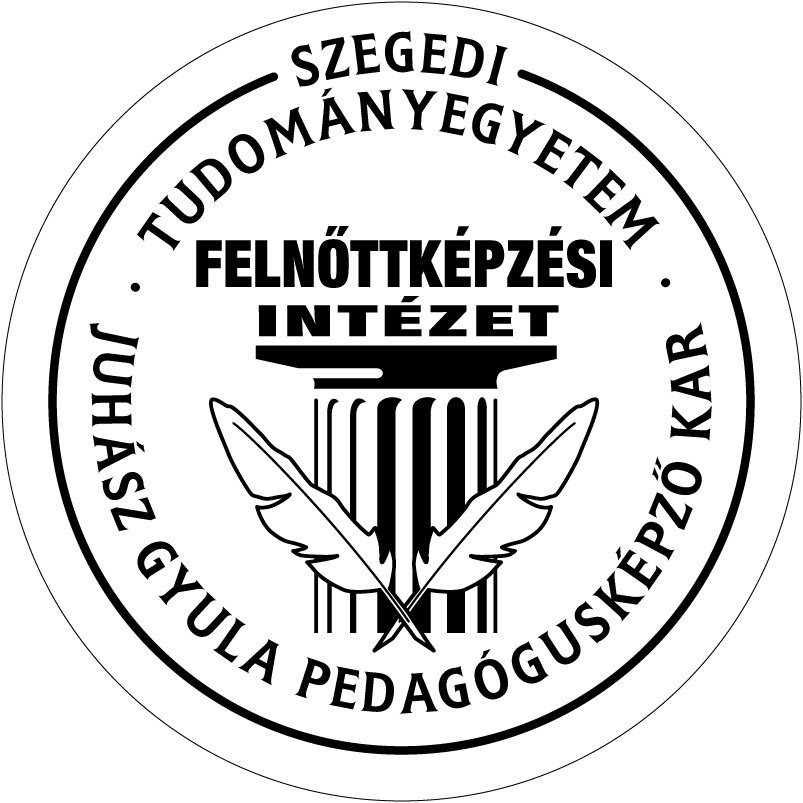 SZEGEDI
TUDOMÁNYEGYETEM
FELNŐTTKÉPZÉSI
INTÉZET
JUHÁSZ GYULA PEDAGÓGUSKÉPZŐ KAR